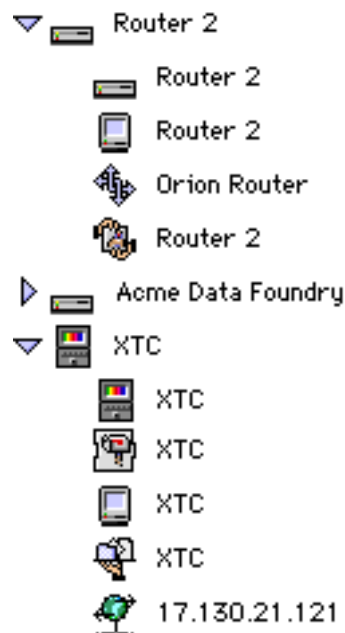 Router 2
Router 2
Router 2
Orion Router
Router 2
Acme Data Foundry
XTC
XTC
XTC
XTC
XTC
17.130.21.121